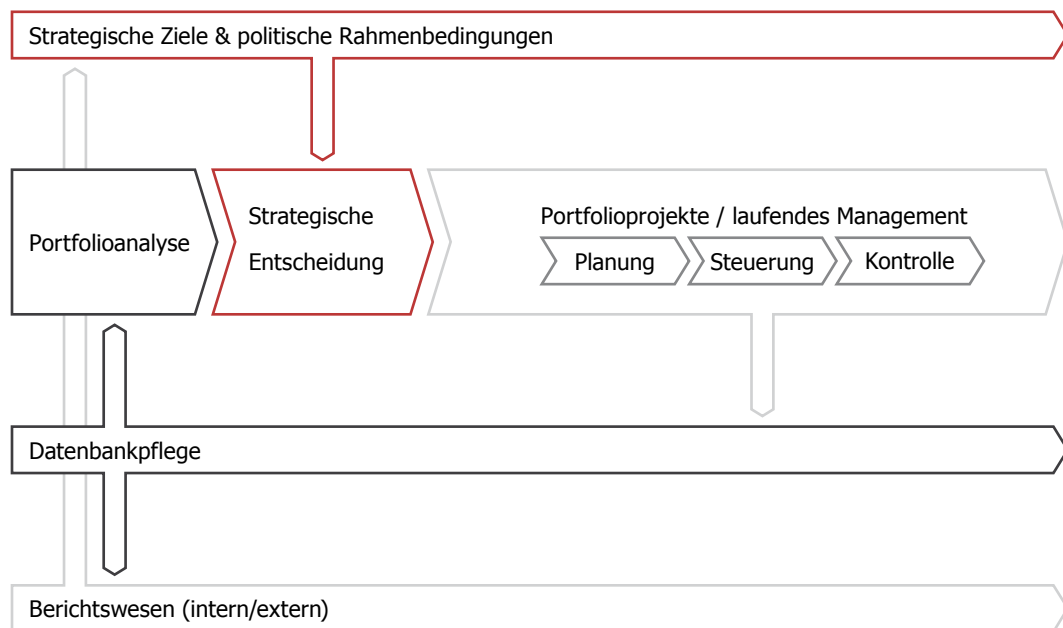 Strategische Ziele & politische Rahmenbedingungen
Portfolioanalyse
Strategische
Entscheidung
Portfolioprojekte / laufendes Management
Planung
Steuerung
Kontrolle
Datenbankpflege
Berichtswesen (intern/extern)